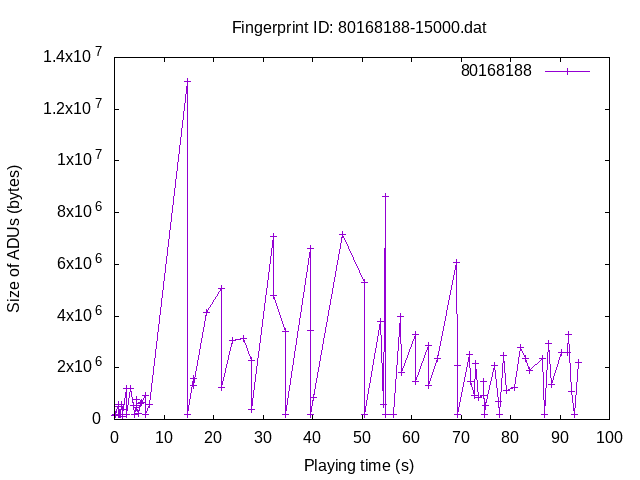 Fingerprint ID: 80168188-15000.dat
80168188
1.4x10^7
1.2x10^7
1x10^7
8x10^6
6x10^6
4x10^6
2x10^6
0
Size of ADUs (bytes)
0 10 20 30 40 50 60 70 80 90 100
Playing time (s)